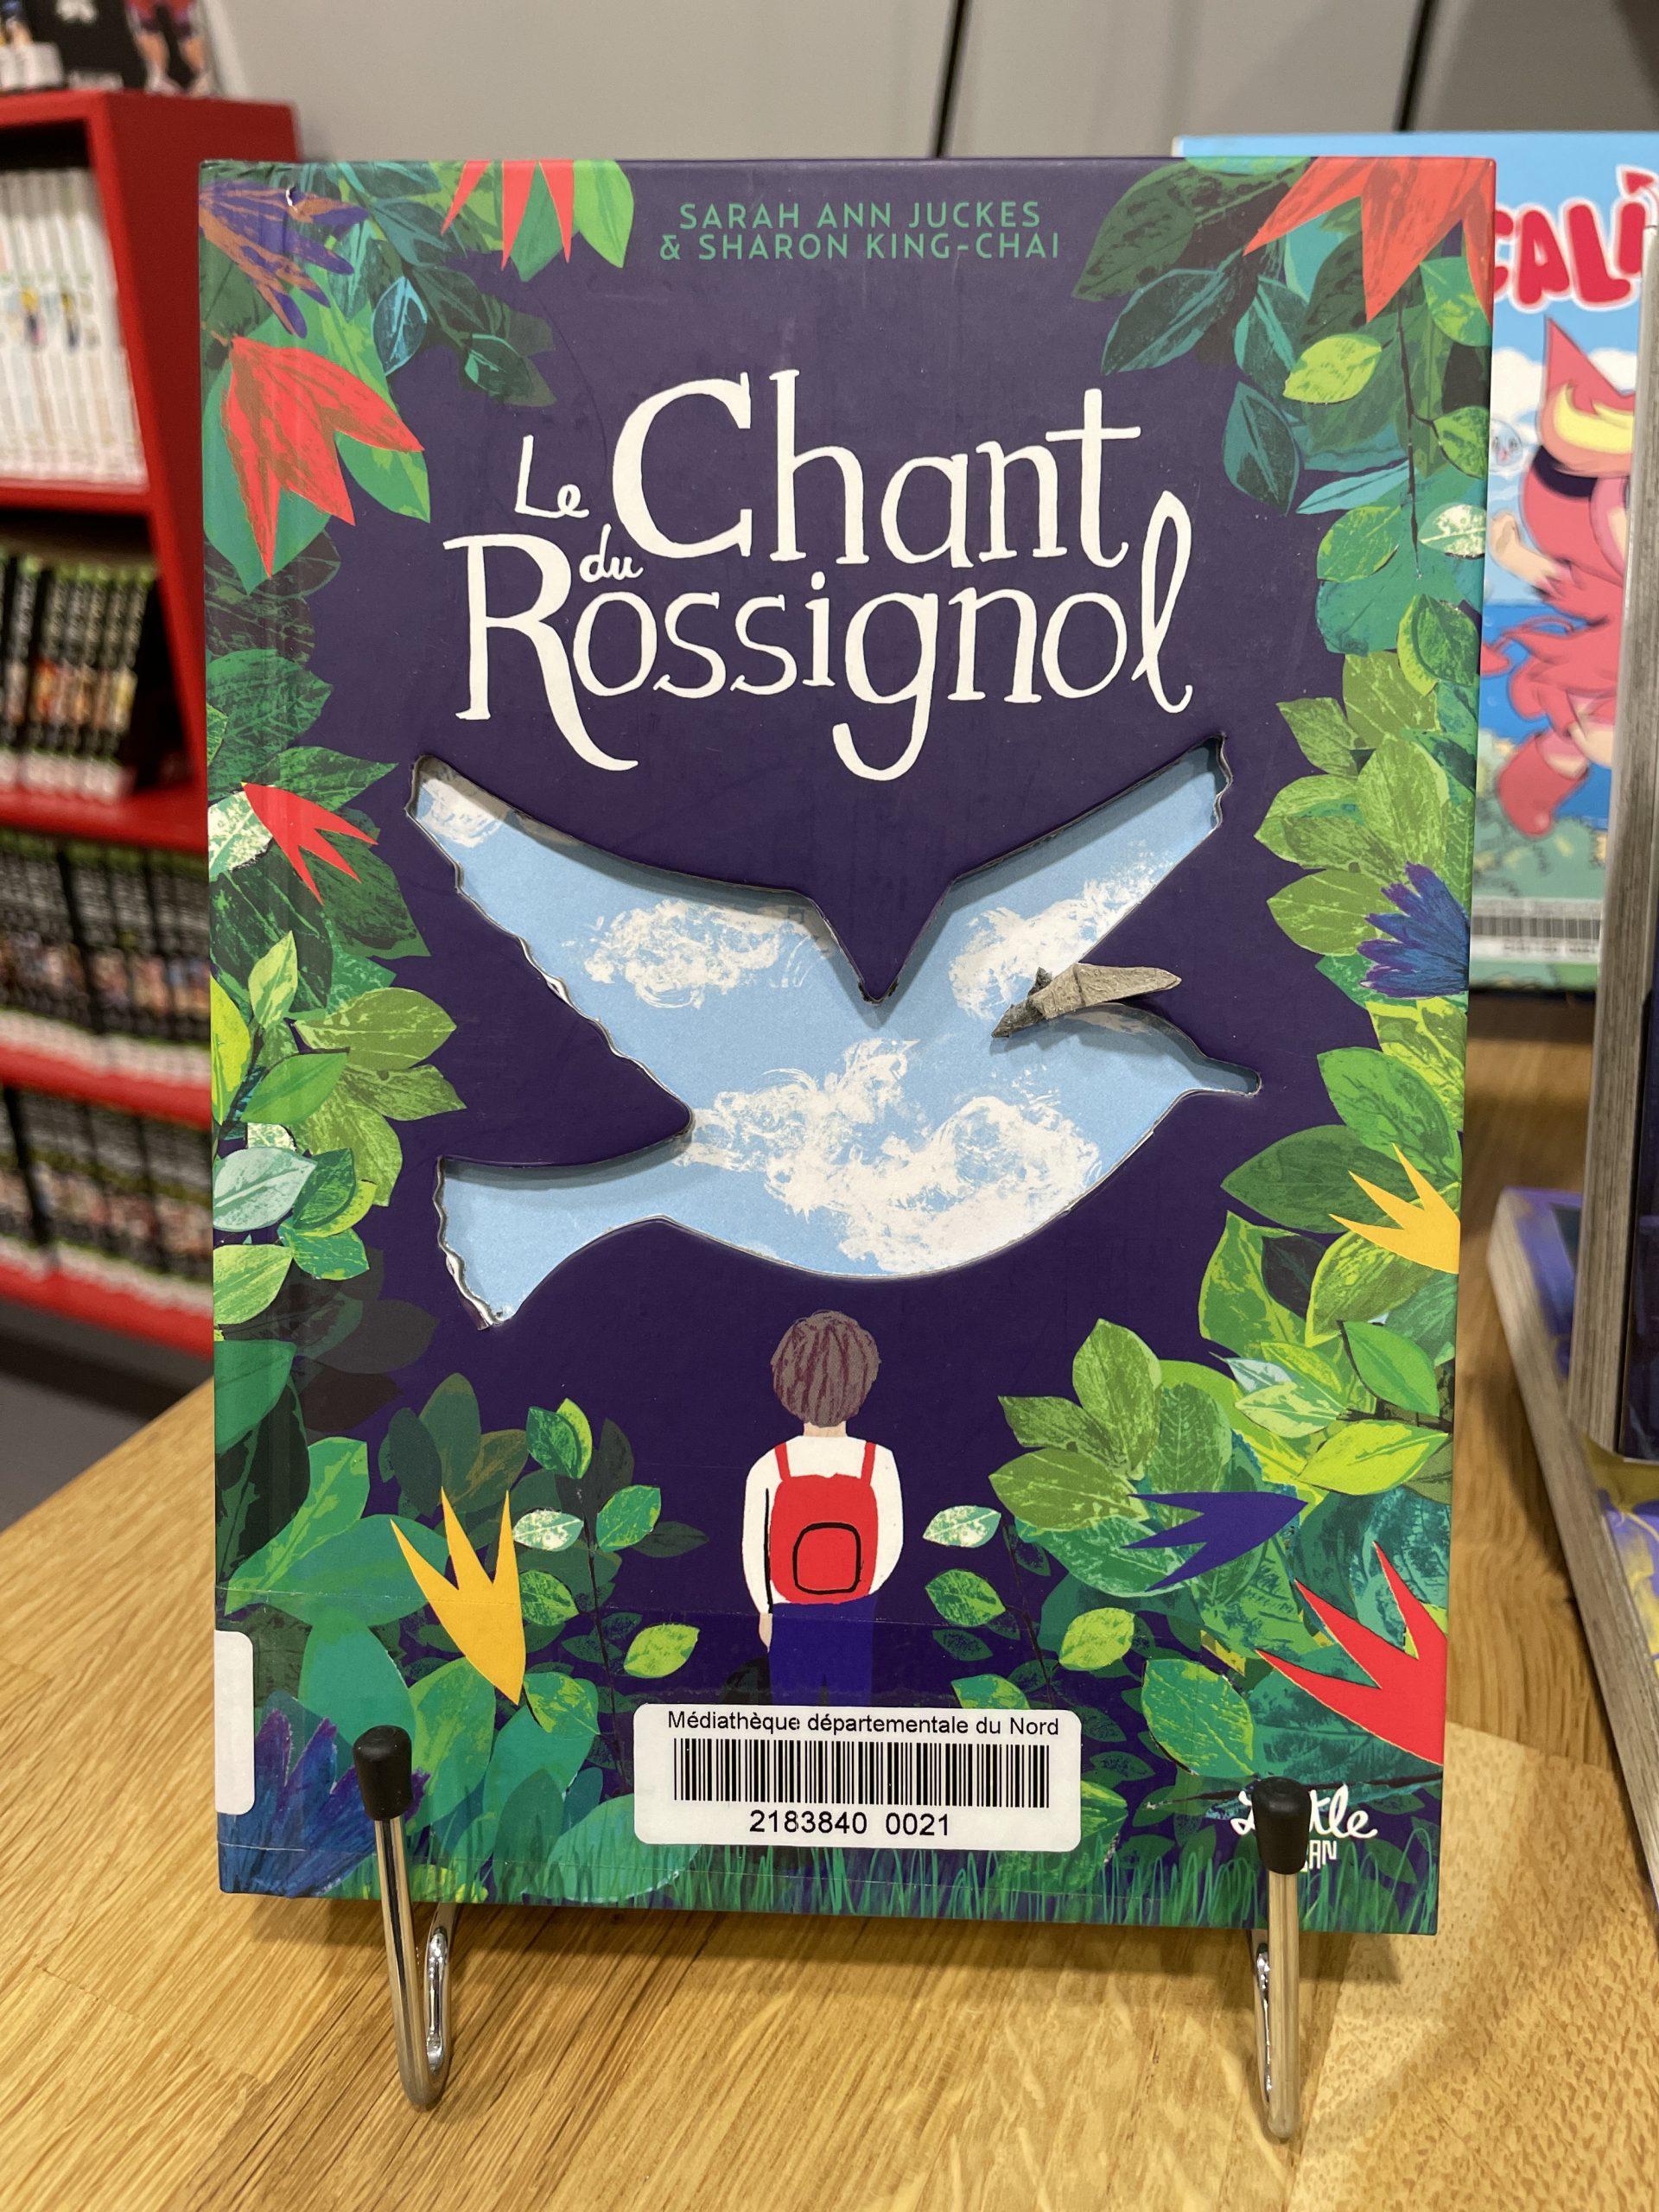 SARAH ANN JUCKES
& SHARON KING-CHAI
Le Chant
du
Rossignol
Médiathèque départementale du Nord
2183840 0021